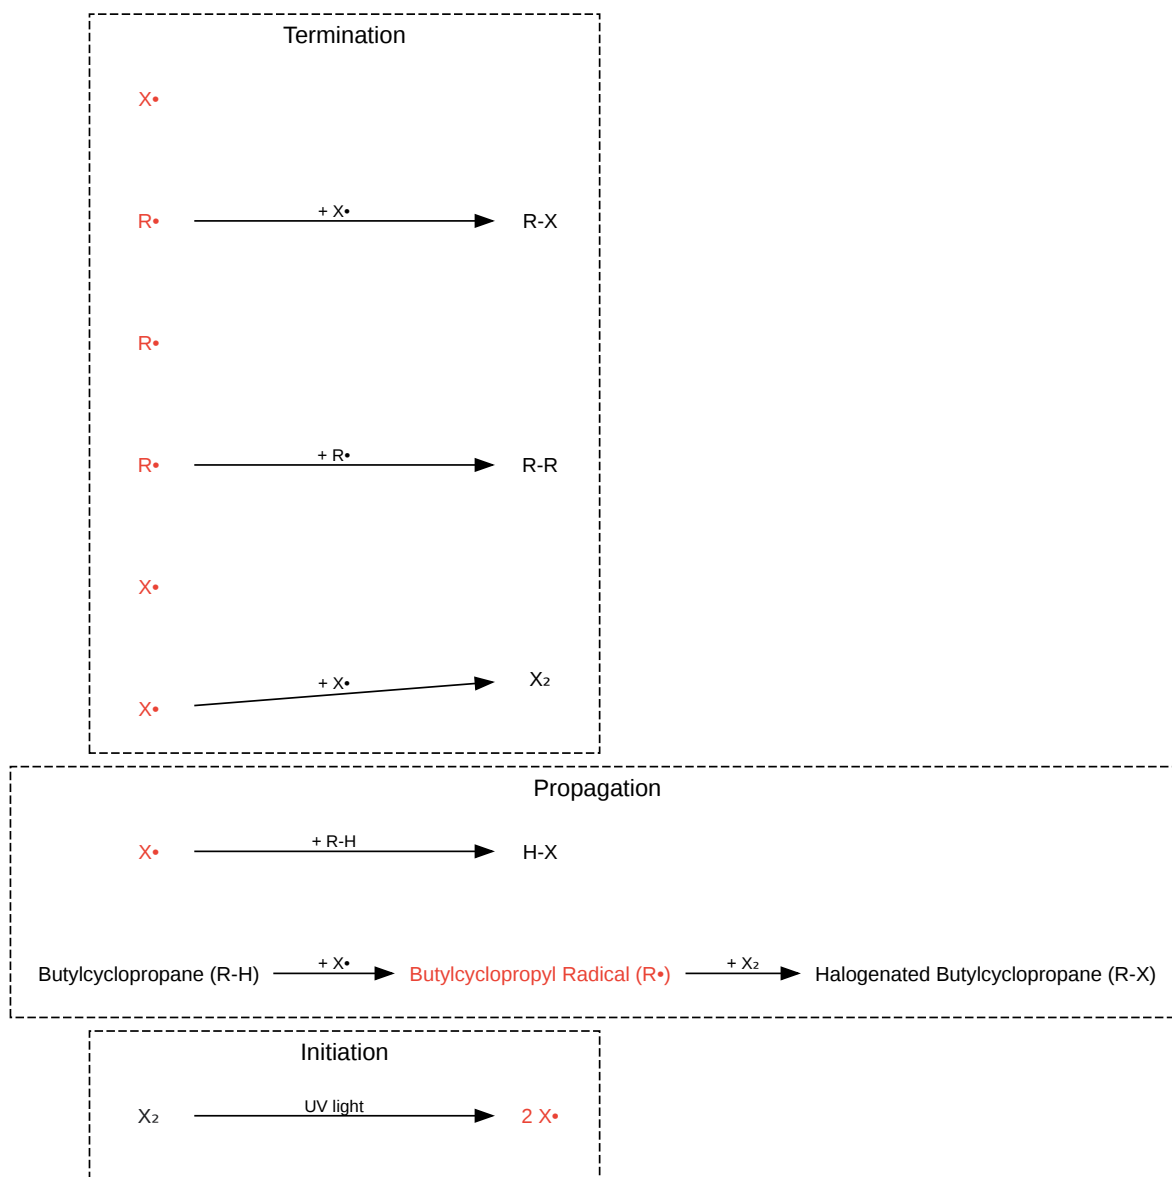 Termination
X•
R•
+ X•
R-X
R•
R•
+ R•
R-R
X•
X•
+ X•
X₂
Propagation
X•
+ R-H
H-X
Butylcyclopropane (R-H)
+ X•
Butylcyclopropyl Radical (R•)
+ X₂
Halogenated Butylcyclopropane (R-X)
Initiation
X₂
UV light
2 X•